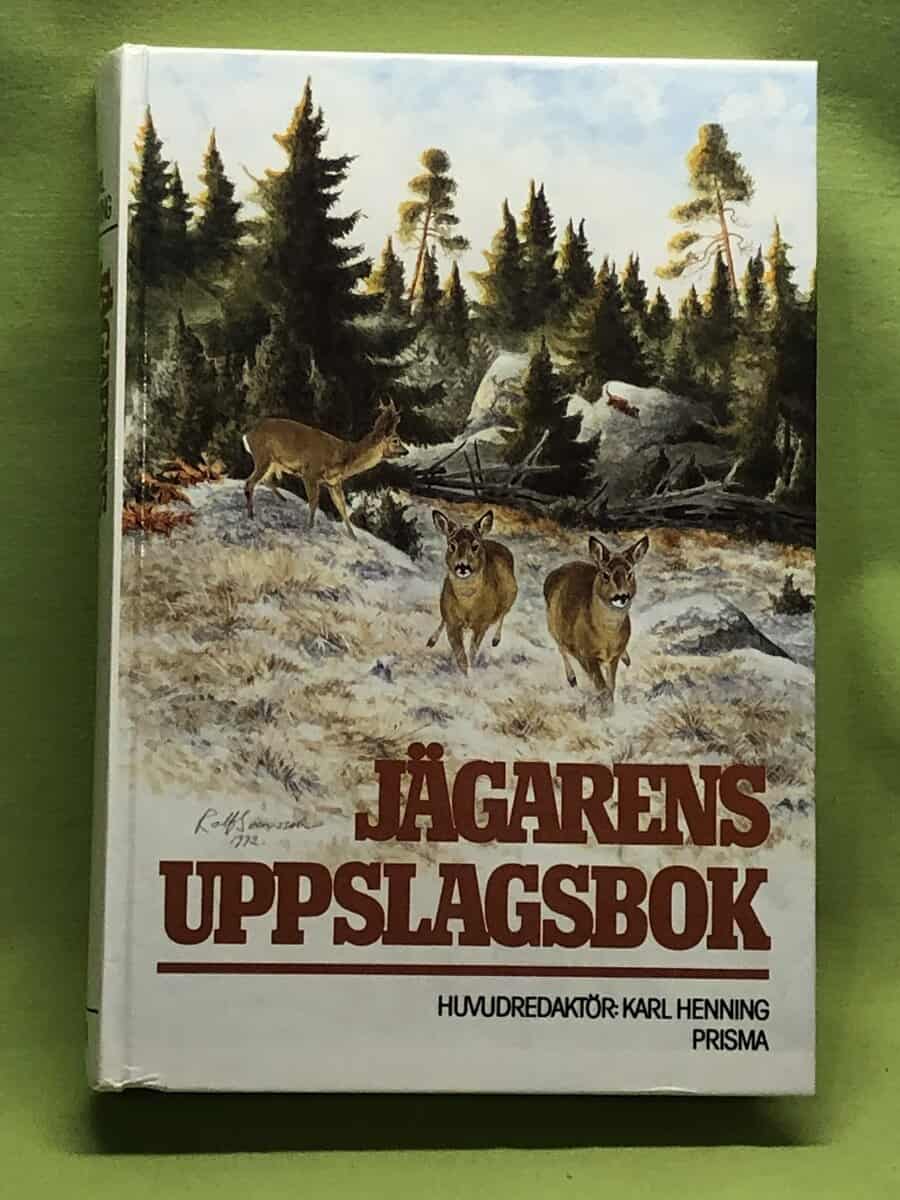 JÄGARENS
UPPSLAGSBOK
HUVUDREDAKTÖR: KARL HENNING
PRISMA